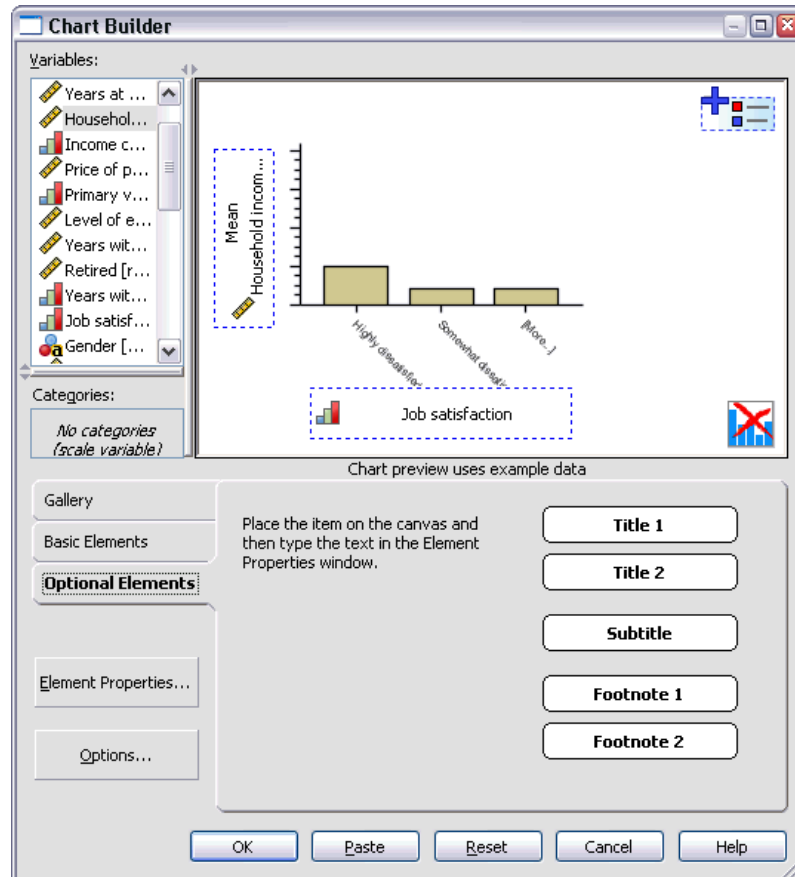 Chart Builder
Variables:
Years at ...
Househol...
Income c...
Price of p...
Primary v...
Level of e...
Years wit...
Retired [r...
Years wit...
Job satisf...
Gender [...
Categories:
No categories
(scale variable)
Mean
Household incom...
Highly dissatisfied
Somewhat dissati
[More...]
Job satisfaction
Chart preview uses example data
Gallery
Basic Elements
Optional Elements
Element Properties...
Options...
Place the item on the canvas and
then type the text in the Element
Properties window.
Title 1
Title 2
Subtitle
Footnote 1
Footnote 2
OK
Paste
Reset
Cancel
Help